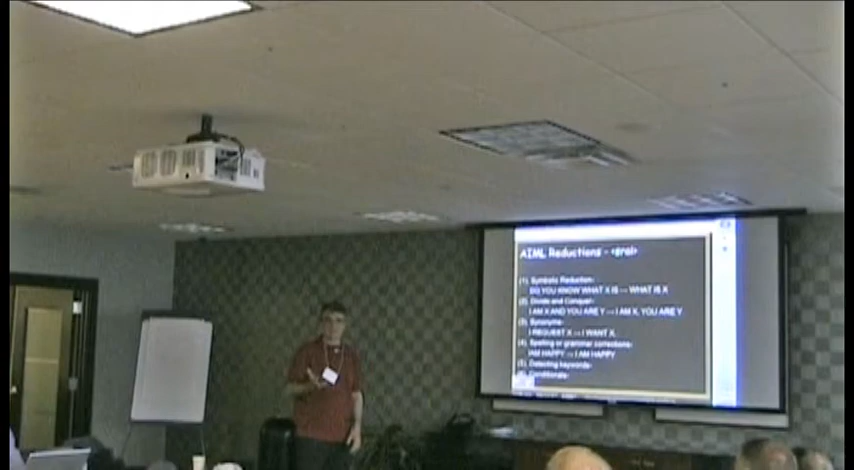 AIML Reductions - <srai>
(1) Symbolic Reduction-
DO YOU KNOW WHAT X IS → WHAT IS X
(2) Divide and Conquer-
I AM X AND YOU ARE Y → I AM X. YOU ARE Y
(3) Synonyms-
I REQUEST X → I WANT X.
(4) Spelling or grammar corrections-
IAM HAPPY → I AM HAPPY
(5) Detecting keywords-
(6) Conditionals-